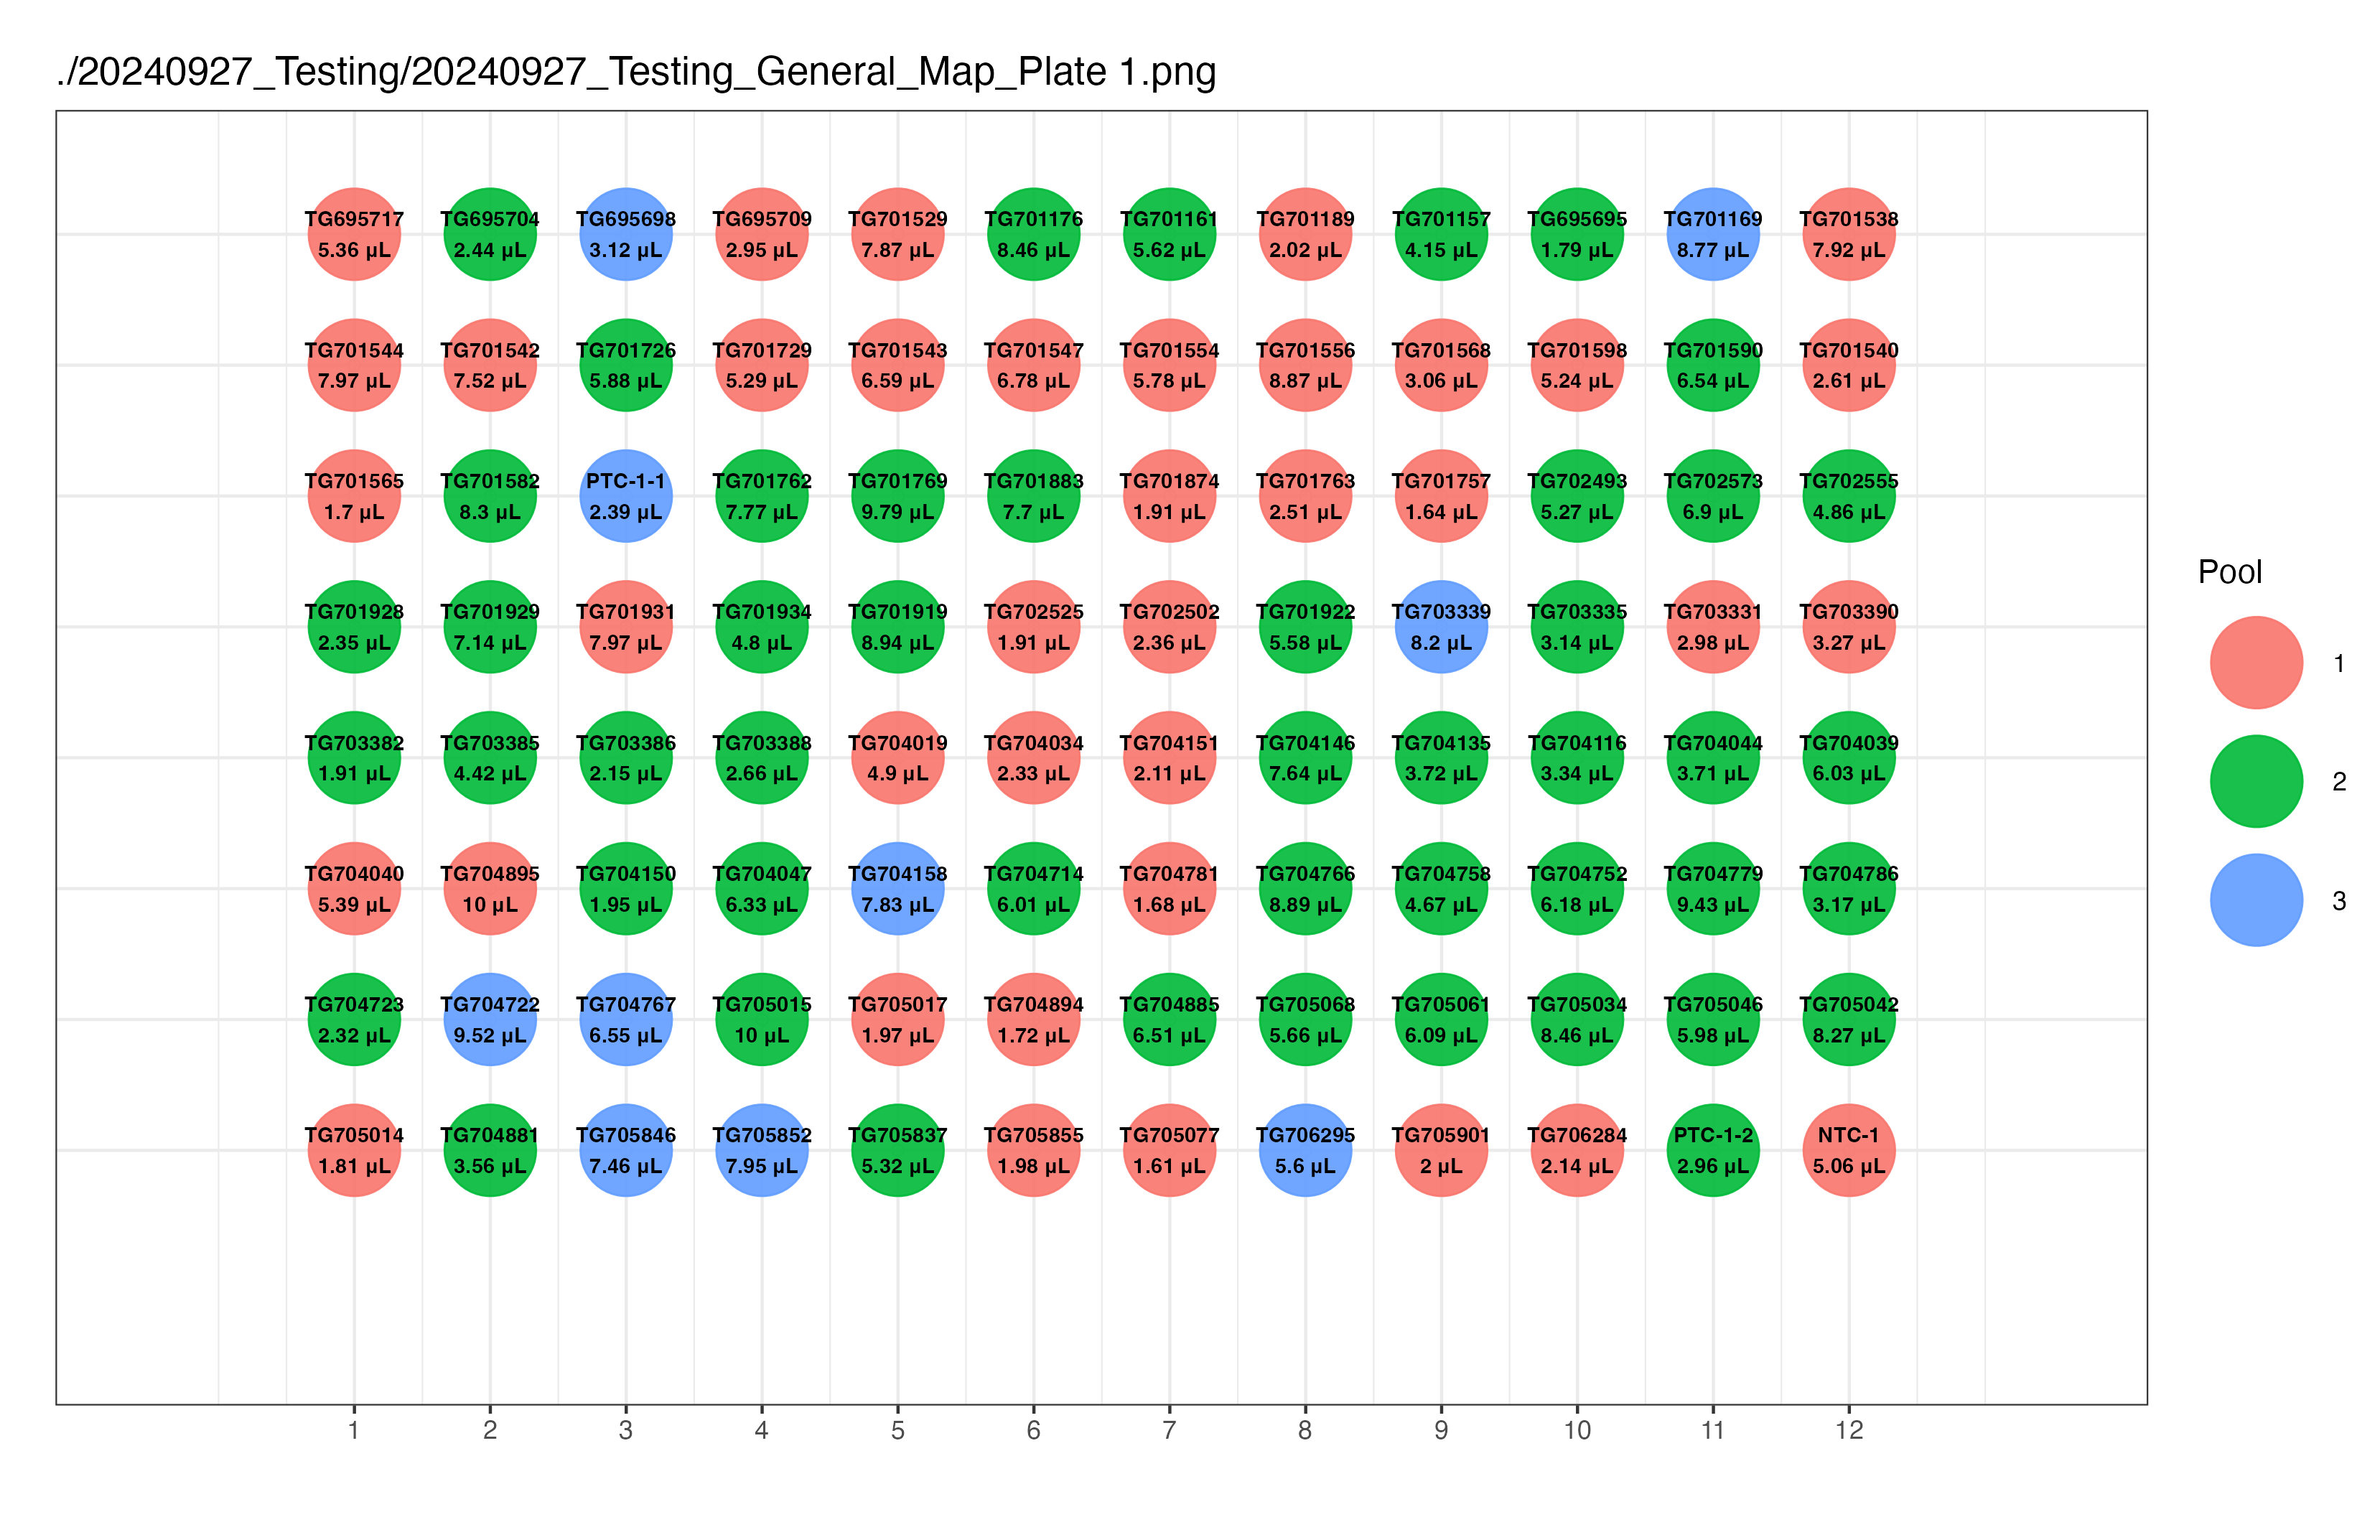 ./20240927_Testing/20240927_Testing_General_Map_Plate 1.png
TG695717 TG695704 TG695698 TG695709 TG701529 TG701176 TG701161 TG701189 TG701157 TG695695 TG701169 TG701538
5.36 µL 2.44 µL 3.12 µL 2.95 µL 7.87 µL 8.46 µL 5.62 µL 2.02 µL 4.15 µL 1.79 µL 8.77 µL 7.92 µL
TG701544 TG701542 TG701726 TG701729 TG701543 TG701547 TG701554 TG701556 TG701568 TG701598 TG701590 TG701540
7.97 µL 7.52 µL 5.88 µL 5.29 µL 6.59 µL 6.78 µL 5.78 µL 8.87 µL 3.06 µL 5.24 µL 6.54 µL 2.61 µL
TG701565 TG701582 PTC-1-1 TG701762 TG701769 TG701883 TG701874 TG701763 TG701757 TG702493 TG702573 TG702555
1.7 µL 8.3 µL 2.39 µL 7.77 µL 9.79 µL 7.7 µL 1.91 µL 2.51 µL 1.64 µL 5.27 µL 6.9 µL 4.86 µL
TG701928 TG701929 TG701931 TG701934 TG701919 TG702525 TG702502 TG701922 TG703339 TG703335 TG703331 TG703390
2.35 µL 7.14 µL 7.97 µL 4.8 µL 8.94 µL 1.91 µL 2.36 µL 5.58 µL 8.2 µL 3.14 µL 2.98 µL 3.27 µL
TG703382 TG703385 TG703386 TG703388 TG704019 TG704034 TG704151 TG704146 TG704135 TG704116 TG704044 TG704039
1.91 µL 4.42 µL 2.15 µL 2.66 µL 4.9 µL 2.33 µL 2.11 µL 7.64 µL 3.72 µL 3.34 µL 3.71 µL 6.03 µL
TG704040 TG704895 TG704150 TG704047 TG704158 TG704714 TG704781 TG704766 TG704758 TG704752 TG704779 TG704786
5.39 µL 10 µL 1.95 µL 6.33 µL 7.83 µL 6.01 µL 1.68 µL 8.89 µL 4.67 µL 6.18 µL 9.43 µL 3.17 µL
TG704723 TG704722 TG704767 TG705015 TG705017 TG704894 TG704885 TG705068 TG705061 TG705034 TG705046 TG705042
2.32 µL 9.52 µL 6.55 µL 10 µL 1.97 µL 1.72 µL 6.51 µL 5.66 µL 6.09 µL 8.46 µL 5.98 µL 8.27 µL
TG705014 TG704881 TG705846 TG705852 TG705837 TG705855 TG705077 TG706295 TG705901 TG706284 PTC-1-2 NTC-1
1.81 µL 3.56 µL 7.46 µL 7.95 µL 5.32 µL 1.98 µL 1.61 µL 5.6 µL 2 µL 2.14 µL 2.96 µL 5.06 µL
1 2 3 4 5 6 7 8 9 10 11 12
Pool
1
2
3